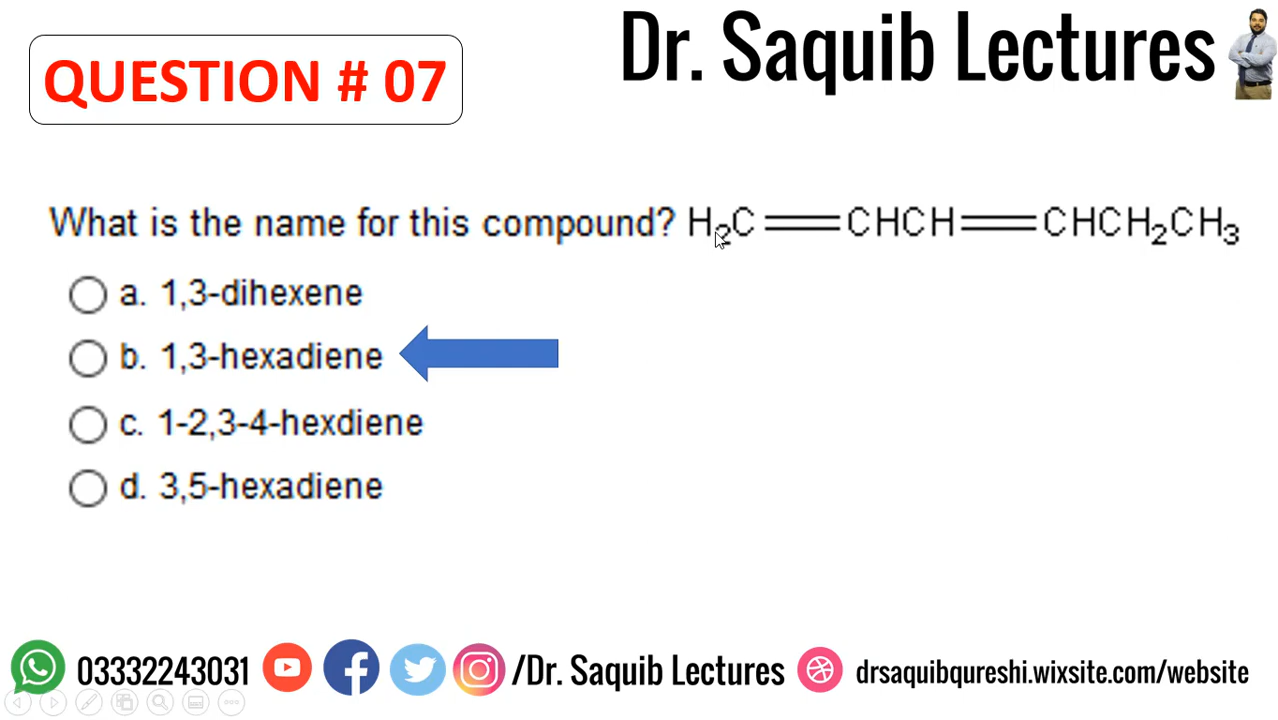 Dr. Saquib Lectures
QUESTION # 07
What is the name for this compound? H₂C═CHCH═CHCH₂CH₃
a. 1,3-dihexene
b. 1,3-hexadiene
c. 1-2,3-4-hexdiene
d. 3,5-hexadiene
03332243031 /Dr. Saquib Lectures drsaquibqureshi.wixsite.com/website